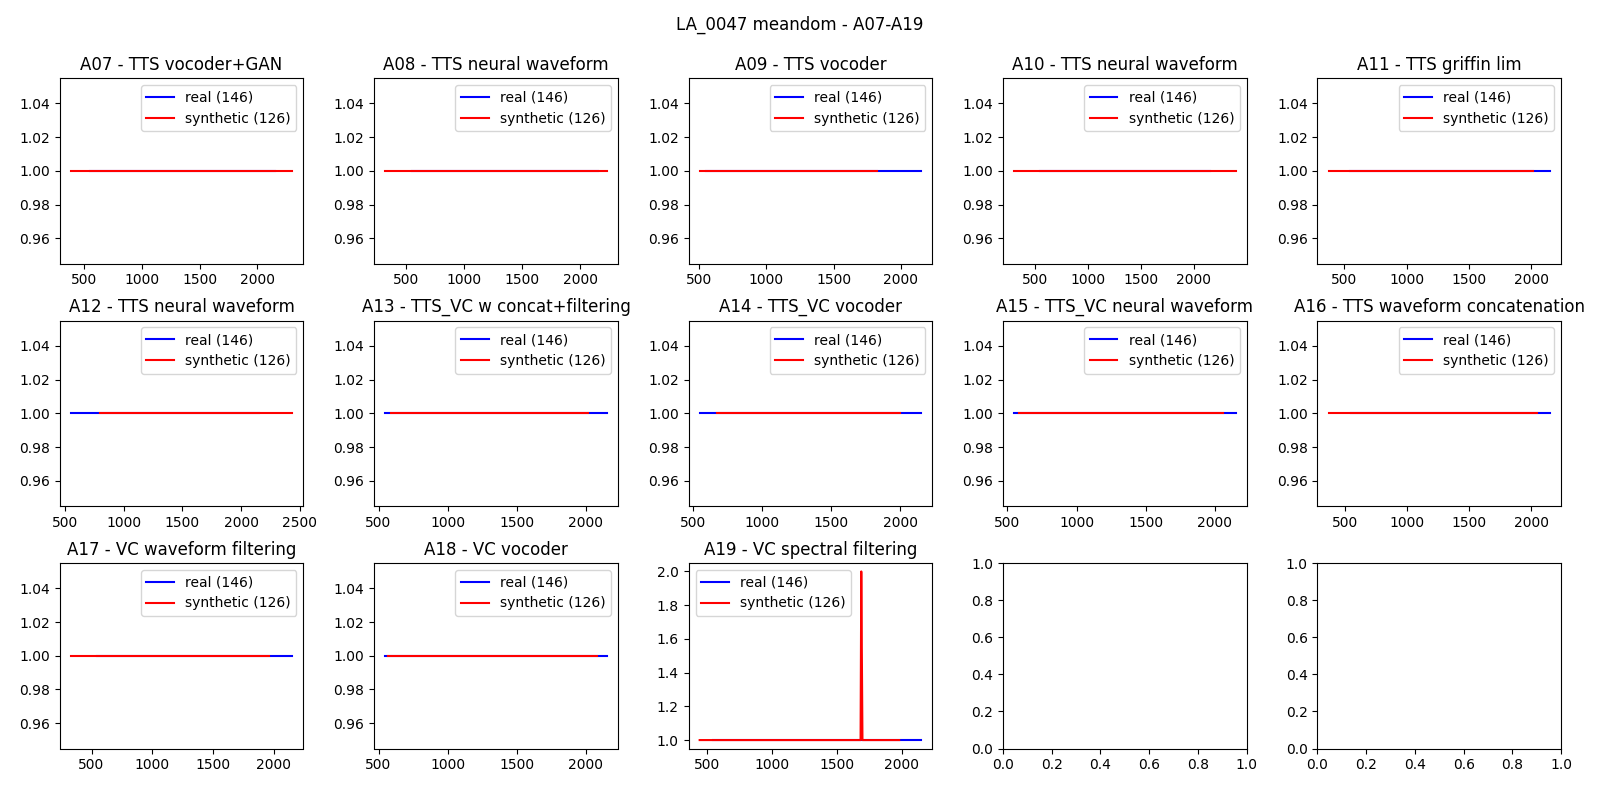 LA_0047 meandom - A07-A19
A07 - TTS vocoder+GAN
real (146)
synthetic (126)
1.04
1.02
1.00
0.98
0.96
500 1000 1500 2000
A08 - TTS neural waveform
real (146)
synthetic (126)
1.04
1.02
1.00
0.98
0.96
500 1000 1500 2000
A09 - TTS vocoder
real (146)
synthetic (126)
1.04
1.02
1.00
0.98
0.96
500 1000 1500 2000
A10 - TTS neural waveform
real (146)
synthetic (126)
1.04
1.02
1.00
0.98
0.96
500 1000 1500 2000
A11 - TTS griffin lim
real (146)
synthetic (126)
1.04
1.02
1.00
0.98
0.96
500 1000 1500 2000
A12 - TTS neural waveform
real (146)
synthetic (126)
1.04
1.02
1.00
0.98
0.96
500 1000 1500 2000 2500
A13 - TTS_VC w concat+filtering
real (146)
synthetic (126)
1.04
1.02
1.00
0.98
0.96
500 1000 1500 2000
A14 - TTS_VC vocoder
real (146)
synthetic (126)
1.04
1.02
1.00
0.98
0.96
500 1000 1500 2000
A15 - TTS_VC neural waveform
real (146)
synthetic (126)
1.04
1.02
1.00
0.98
0.96
500 1000 1500 2000
A16 - TTS waveform concatenation
real (146)
synthetic (126)
1.04
1.02
1.00
0.98
0.96
500 1000 1500 2000
A17 - VC waveform filtering
real (146)
synthetic (126)
1.04
1.02
1.00
0.98
0.96
500 1000 1500 2000
A18 - VC vocoder
real (146)
synthetic (126)
1.04
1.02
1.00
0.98
0.96
500 1000 1500 2000
A19 - VC spectral filtering
real (146)
synthetic (126)
2.0
1.8
1.6
1.4
1.2
1.0
500 1000 1500 2000
1.0
0.8
0.6
0.4
0.2
0.0
0.0 0.2 0.4 0.6 0.8 1.0
1.0
0.8
0.6
0.4
0.2
0.0
0.0 0.2 0.4 0.6 0.8 1.0